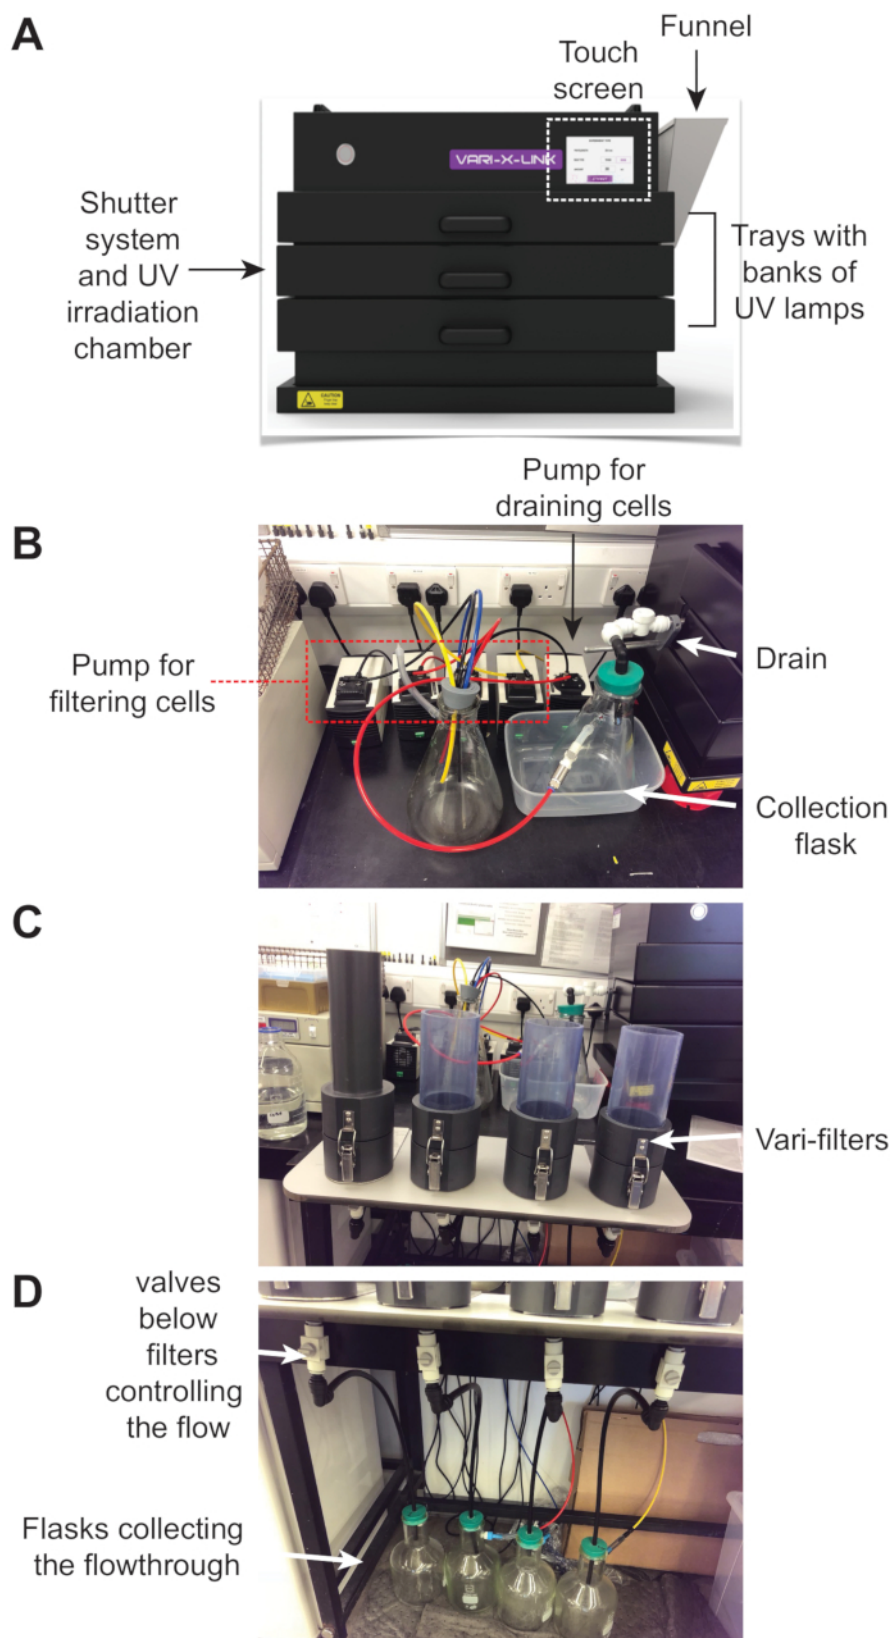 A
Funnel
Touch
screen
VARI-X-LINK
Shutter
system
and UV
irradiation
chamber
Trays with
banks of
UV lamps
CAUTION
Pump for
draining cells
B
Pump for
filtering cells
Drain
Collection
flask
C
Vari-filters
D
valves
below
filters
controlling
the flow
Flasks collecting
the flowthrough